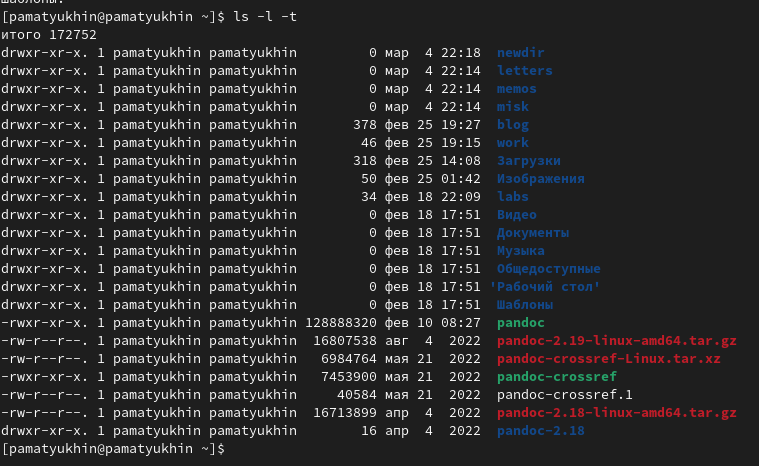 шаблоны:
[pamatyukhin@pamatyukhin ~]$ ls -l -t
итого 172752
drwxr-xr-x. 1 pamatyukhin pamatyukhin         0 мар  4 22:18  newdir
drwxr-xr-x. 1 pamatyukhin pamatyukhin         0 мар  4 22:14  letters
drwxr-xr-x. 1 pamatyukhin pamatyukhin         0 мар  4 22:14  memos
drwxr-xr-x. 1 pamatyukhin pamatyukhin         0 мар  4 22:14  misk
drwxr-xr-x. 1 pamatyukhin pamatyukhin       378 фев 25 19:27  blog
drwxr-xr-x. 1 pamatyukhin pamatyukhin        46 фев 25 19:15  work
drwxr-xr-x. 1 pamatyukhin pamatyukhin       318 фев 25 14:08  Загрузки
drwxr-xr-x. 1 pamatyukhin pamatyukhin        50 фев 25 01:42  Изображения
drwxr-xr-x. 1 pamatyukhin pamatyukhin        34 фев 18 22:09  labs
drwxr-xr-x. 1 pamatyukhin pamatyukhin         0 фев 18 17:51  Видео
drwxr-xr-x. 1 pamatyukhin pamatyukhin         0 фев 18 17:51  Документы
drwxr-xr-x. 1 pamatyukhin pamatyukhin         0 фев 18 17:51  Музыка
drwxr-xr-x. 1 pamatyukhin pamatyukhin         0 фев 18 17:51  Общедоступные
drwxr-xr-x. 1 pamatyukhin pamatyukhin         0 фев 18 17:51 'Рабочий стол'
drwxr-xr-x. 1 pamatyukhin pamatyukhin         0 фев 18 17:51  Шаблоны
-rwxr-xr-x. 1 pamatyukhin pamatyukhin 128888320 фев 10 08:27  pandoc
-rw-r--r--. 1 pamatyukhin pamatyukhin  16807538 авг  4  2022  pandoc-2.19-linux-amd64.tar.gz
-rw-r--r--. 1 pamatyukhin pamatyukhin   6984764 мая 21  2022  pandoc-crossref-Linux.tar.xz
-rwxr-xr-x. 1 pamatyukhin pamatyukhin   7453900 мая 21  2022  pandoc-crossref
-rw-r--r--. 1 pamatyukhin pamatyukhin     40584 мая 21  2022  pandoc-crossref.1
-rw-r--r--. 1 pamatyukhin pamatyukhin  16713899 апр  4  2022  pandoc-2.18-linux-amd64.tar.gz
drwxr-xr-x. 1 pamatyukhin pamatyukhin        16 апр  4  2022  pandoc-2.18
[pamatyukhin@pamatyukhin ~]$